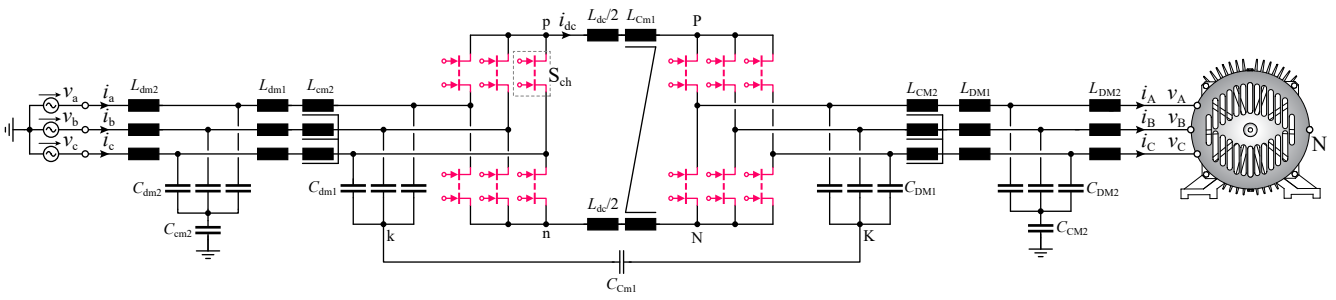 p i_dc L_dc/2 L_Cm1 P
S_ch
L_dm2 L_dm1 L_cm2 L_CM2 L_DM1 L_DM2
v_a i_a i_A v_A
v_b i_b i_B v_B N
v_c i_c i_C v_C
C_dm2 C_dm1 C_DM1 C_DM2
L_dc/2
C_cm2 k n N K C_CM2
C_Cm1